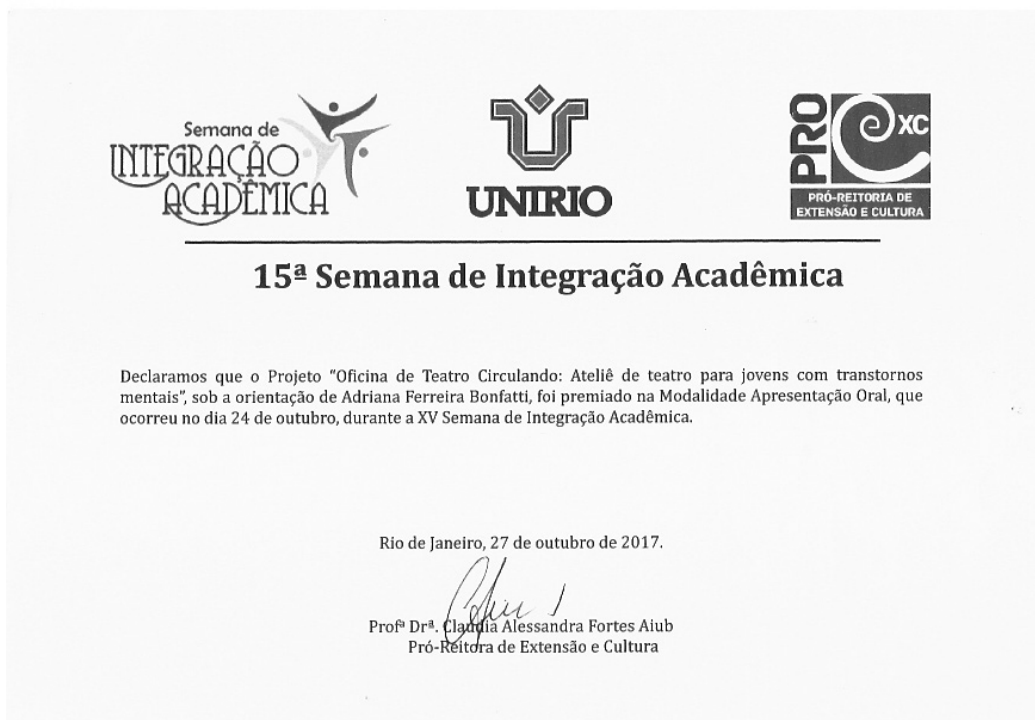 Semana de
INTEGRAÇÃO
ACADÊMICA
UNIRIO
PRO
EXC
PRÓ-REITORIA DE
EXTENSÃO E CULTURA
15ª Semana de Integração Acadêmica
Declaramos que o Projeto "Oficina de Teatro Circulando: Ateliê de teatro para jovens com transtornos
mentais", sob a orientação de Adriana Ferreira Bonfatti, foi premiado na Modalidade Apresentação Oral, que
ocorreu no dia 24 de outubro, durante a XV Semana de Integração Acadêmica.
Rio de Janeiro, 27 de outubro de 2017.
Profª Drª. Claudia Alessandra Fortes Aiub
Pró-Reitora de Extensão e Cultura